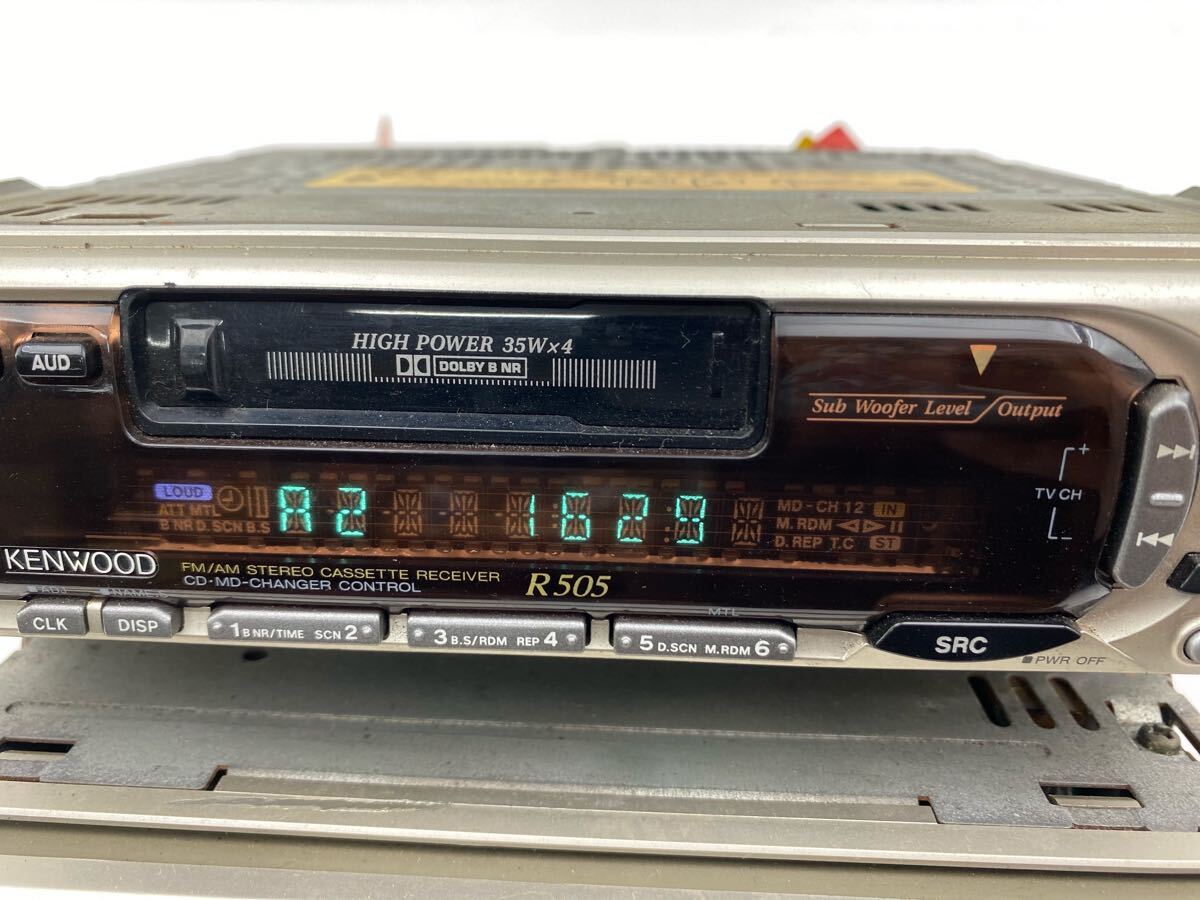 AUD
HIGH POWER 35W×4
DOLBY B NR
Sub Woofer Level / Output
+
TV CH
-
LOUD
ATT MTL
B NR D. SCN B.S
A2 1629
MD-CH 12 IN
M. RDM
D. REP T.C ST
KENWOOD
FM/AM STEREO CASSETTE RECEIVER
CD·MD-CHANGER CONTROL
R505
ADJ
NAME.S
MTL
CLK
DISP
1 B NR/TIME SCN 2
3 B.S/RDM REP 4
5 D.SCN M.RDM 6
SRC
PWR OFF